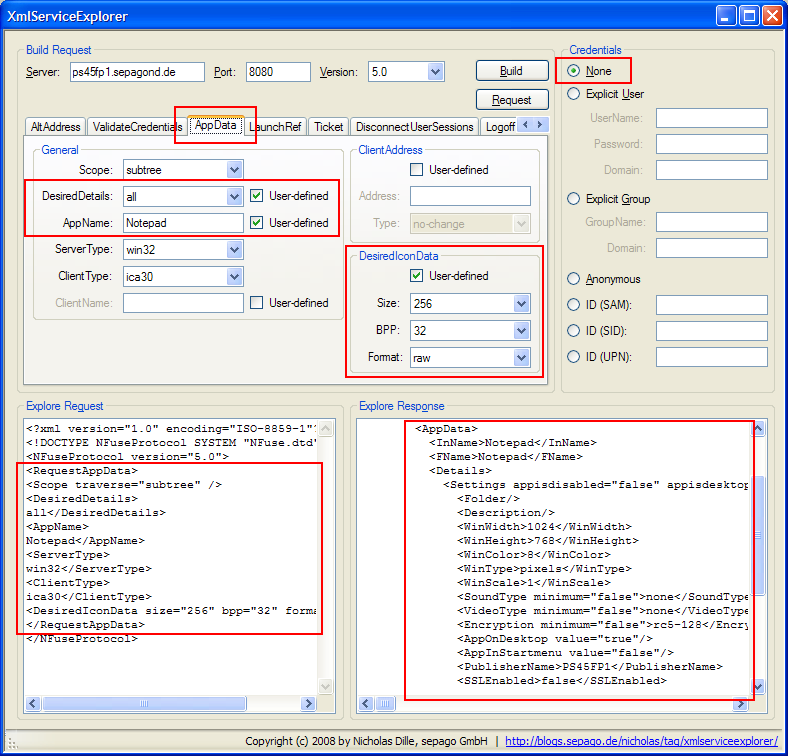 XmlServiceExplorer
Build Request
Server: ps45fp1.sepagond.de Port: 8080 Version: 5.0 Build
Request
AltAddress ValidateCredentials AppData LaunchRef Ticket DisconnectUserSessions Logoff
General
Scope: subtree
DesiredDetails: all User-defined
AppName: Notepad User-defined
ServerType: win32
ClientType: ica30
ClientName: User-defined
ClientAddress
User-defined
Address:
Type: no-change
DesiredIconData
User-defined
Size: 256
BPP: 32
Format: raw
Credentials
None
Explicit User
UserName:
Password:
Domain:
Explicit Group
GroupName:
Domain:
Anonymous
ID (SAM):
ID (SID):
ID (UPN):
Explore Request
<?xml version="1.0" encoding="ISO-8859-1"?
<!DOCTYPE NFuseProtocol SYSTEM "NFuse.dtd"
<NFuseProtocol version="5.0">
<RequestAppData>
<Scope traverse="subtree" />
<DesiredDetails>
all</DesiredDetails>
<AppName>
Notepad</AppName>
<ServerType>
win32</ServerType>
<ClientType>
ica30</ClientType>
<DesiredIconData size="256" bpp="32" forma
</RequestAppData>
</NFuseProtocol>
Explore Response
<AppData>
<InName>Notepad</InName>
<FName>Notepad</FName>
<Details>
<Settings appisdisabled="false" appisdesktop
<Folder/>
<Description/>
<WinWidth>1024</WinWidth>
<WinHeight>768</WinHeight>
<WinColor>8</WinColor>
<WinType>pixels</WinType>
<WinScale>1</WinScale>
<SoundType minimum="false">none</SoundType
<VideoType minimum="false">none</VideoType
<Encryption minimum="false">rc5-128</Encry
<AppOnDesktop value="true"/>
<AppInStartmenu value="false"/>
<PublisherName>PS45FP1</PublisherName>
<SSLEnabled>false</SSLEnabled>
Copyright (c) 2008 by Nicholas Dille, sepago GmbH | http://blogs.sepago.de/nicholas/tag/xmlserviceexplorer/